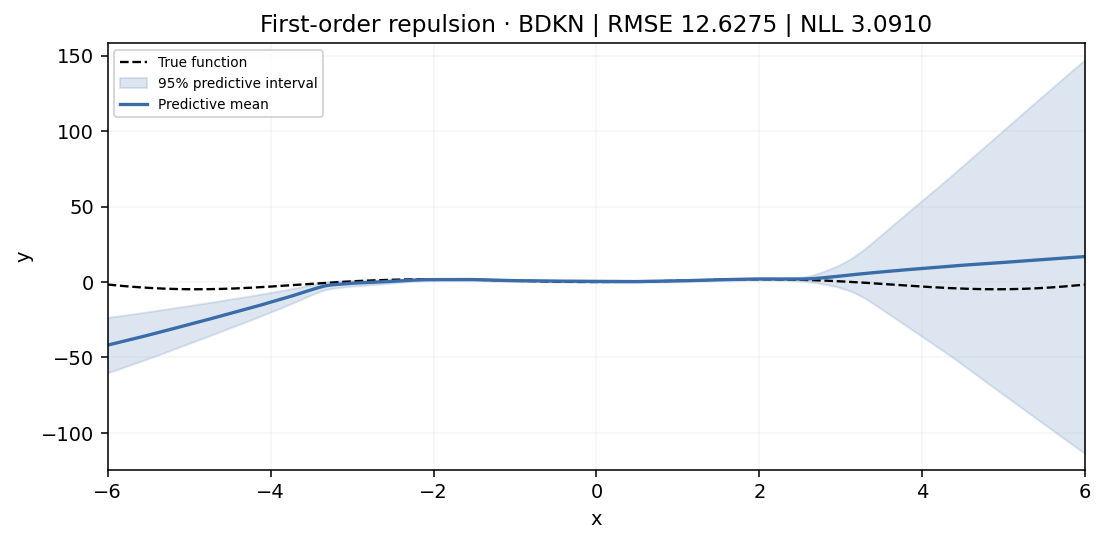 First-order repulsion · BDKN | RMSE 12.6275 | NLL 3.0910
True function
95% predictive interval
Predictive mean
150
100
50
0
−50
−100
y
−6
−4
−2
0
2
4
6
x